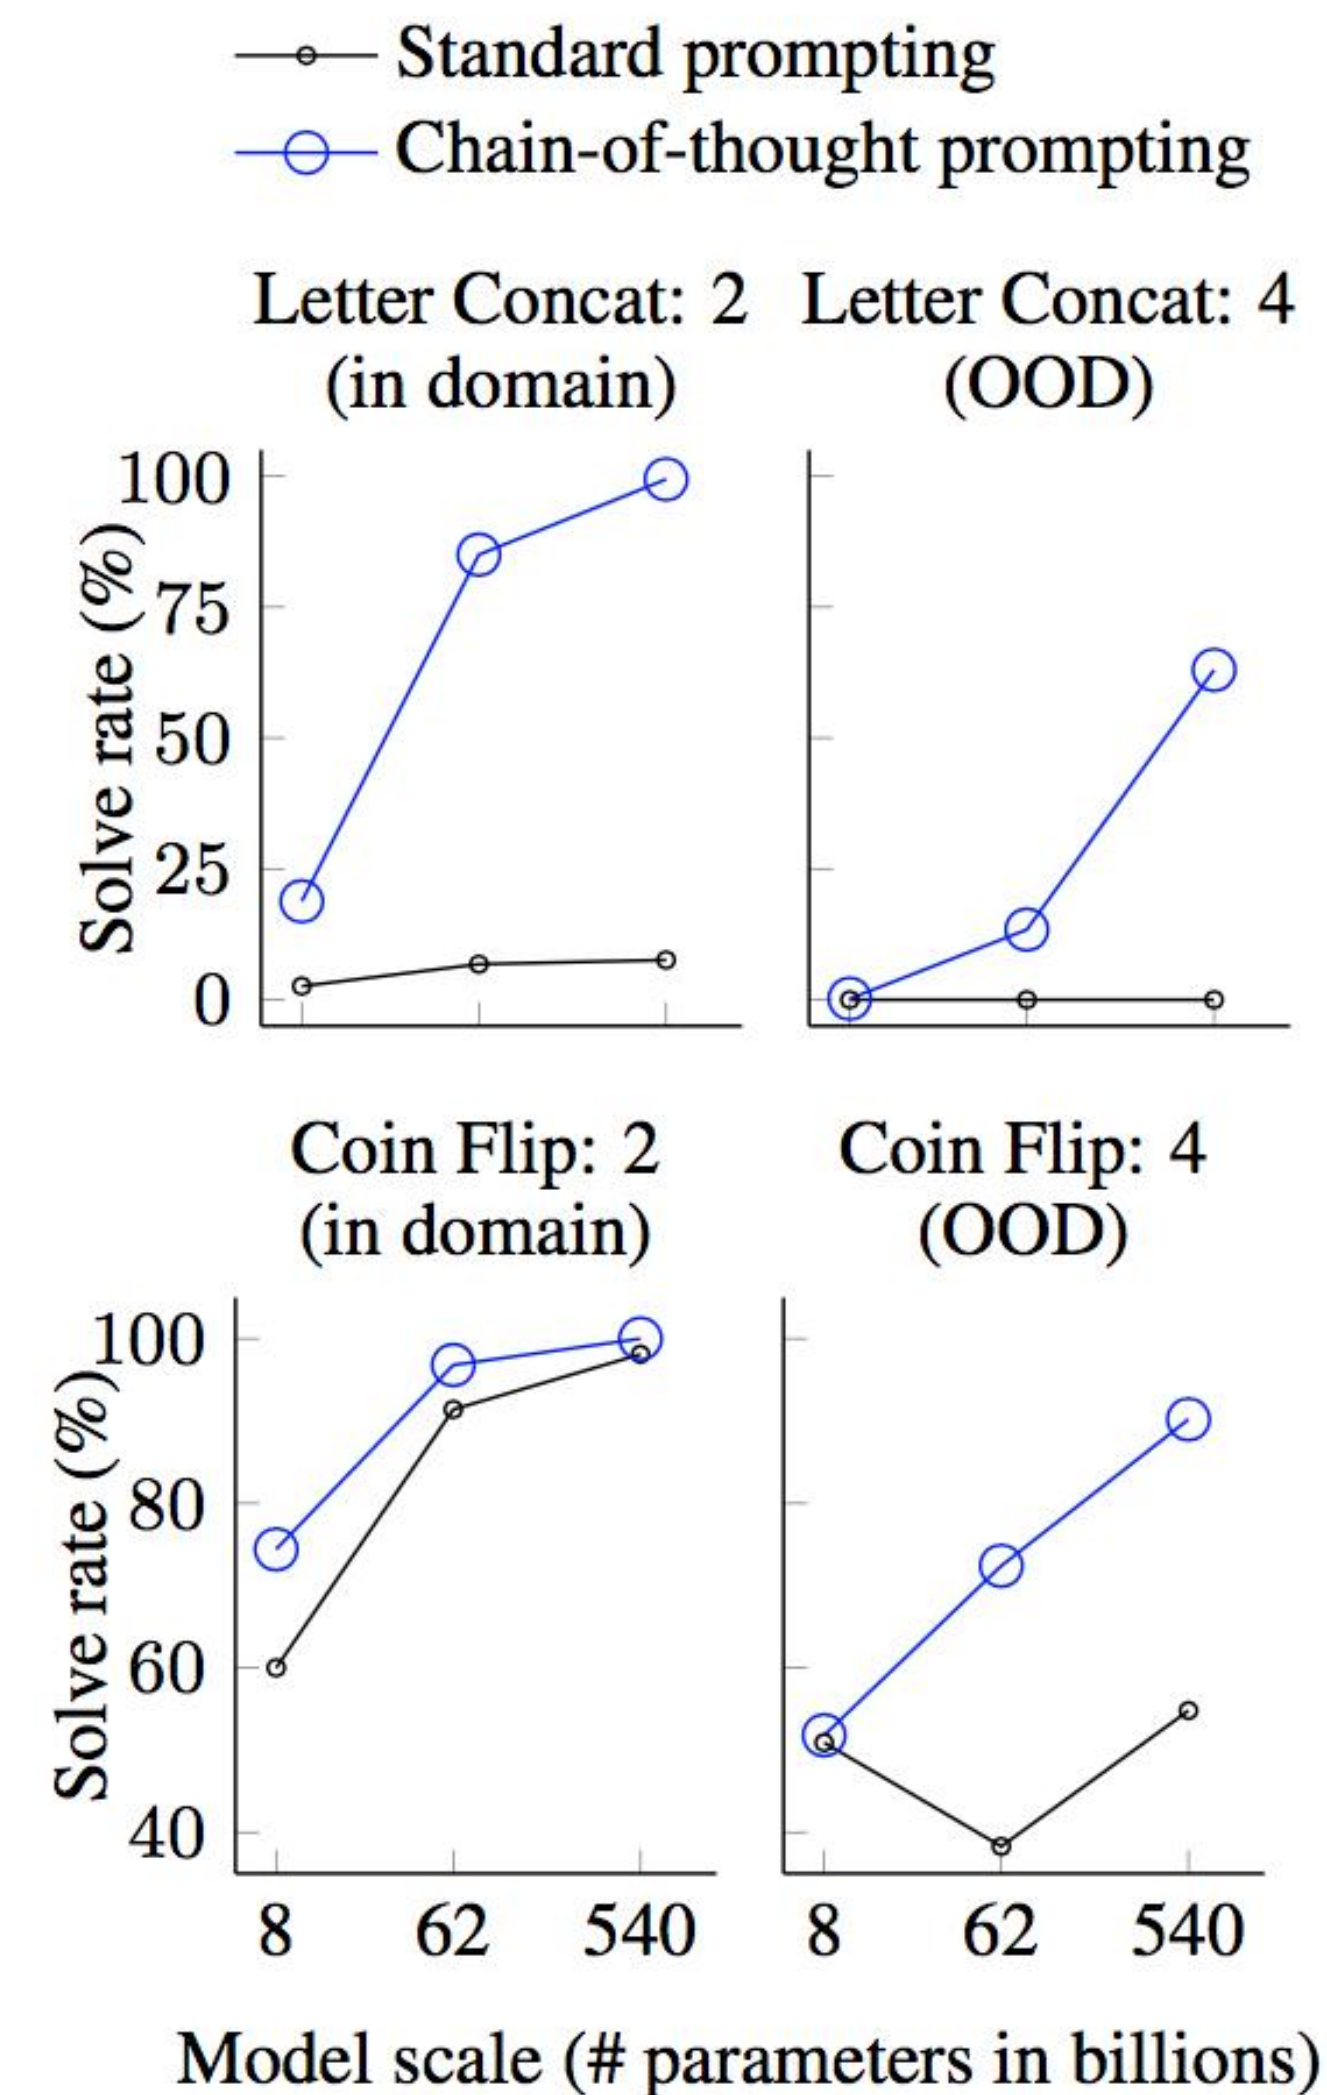 Standard prompting
Chain-of-thought prompting
Letter Concat: 2
(in domain)
Letter Concat: 4
(OOD)
Solve rate (%)
100
75
50
25
0
Coin Flip: 2
(in domain)
Coin Flip: 4
(OOD)
Solve rate (%)
100
80
60
40
8 62 540
8 62 540
Model scale (# parameters in billions)